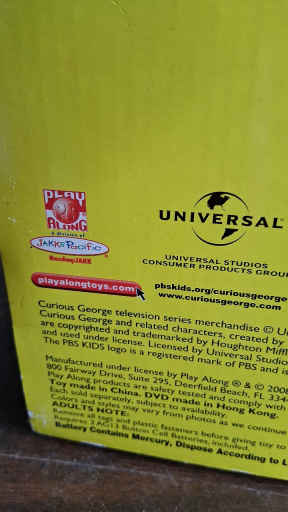 PLAY
ALONG
A division of
JAKKS Pacific
UNIVERSAL
UNIVERSAL STUDIOS
CONSUMER PRODUCTS GROUP
playalongtoys.com
pbskids.org/curiousgeorge
www.curiousgeorge.com
Curious George television series merchandise © Un
Curious George and related characters, created by
are copyrighted and trademarked by Houghton Miffl
and used under license. Licensed by Universal Studio
The PBS KIDS logo is a registered mark of PBS and is
Manufactured under license by Play Along ® & © 2008
800 Fairway Drive, Suite 295, Deerfield Beach, FL 334
Play Along products are safety tested and comply with
Toy made in China. DVD made in Hong Kong.
Each sold separately, subject to availability.
Colors and styles may vary from photos as we continue
ADULTS NOTE:
Remove all tags and plastic fasteners before giving toy to
Requires 3 AG13 Button Cell Batteries, included.
Battery Contains Mercury, Dispose According to L